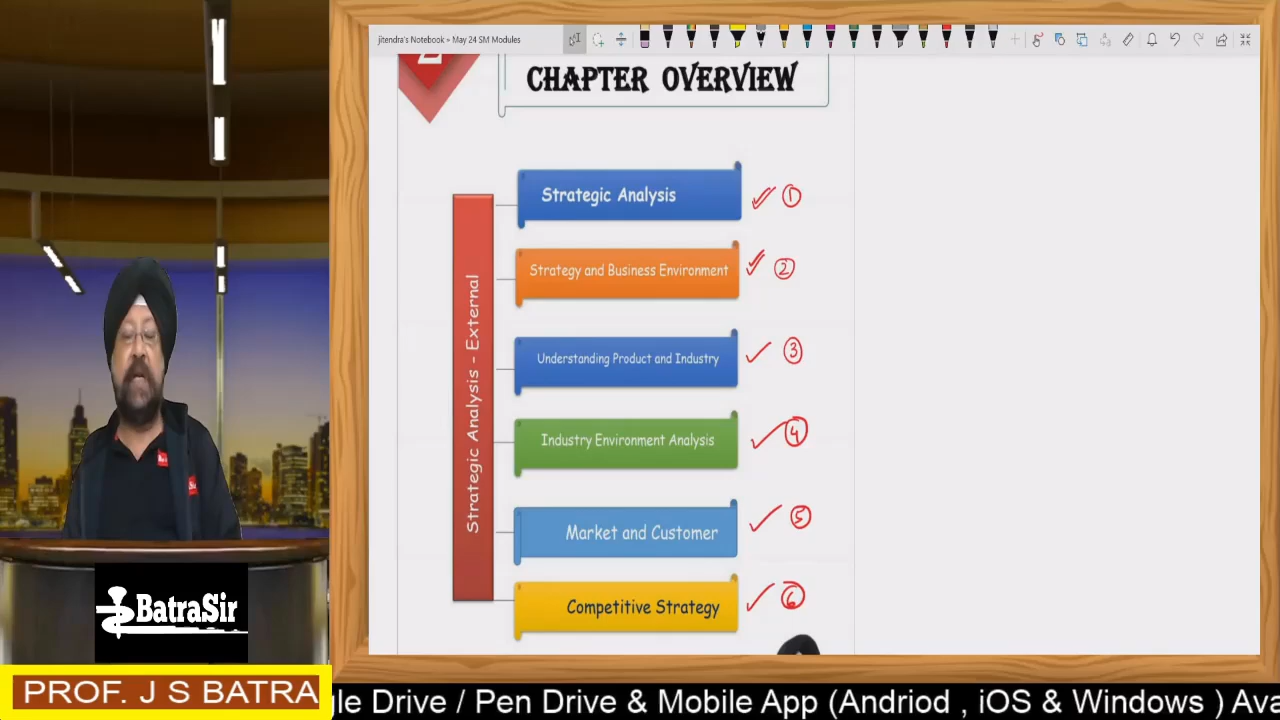 jitendra's Notebook » May 24 SM Modules
2
CHAPTER OVERVIEW
Strategic Analysis - External
Strategic Analysis
1
Strategy and Business Environment
2
Understanding Product and Industry
3
Industry Environment Analysis
4
Market and Customer
5
Competitive Strategy
6
BatraSir
PROF. J S BATRA
gle Drive / Pen Drive & Mobile App (Andriod , iOS & Windows ) Ava